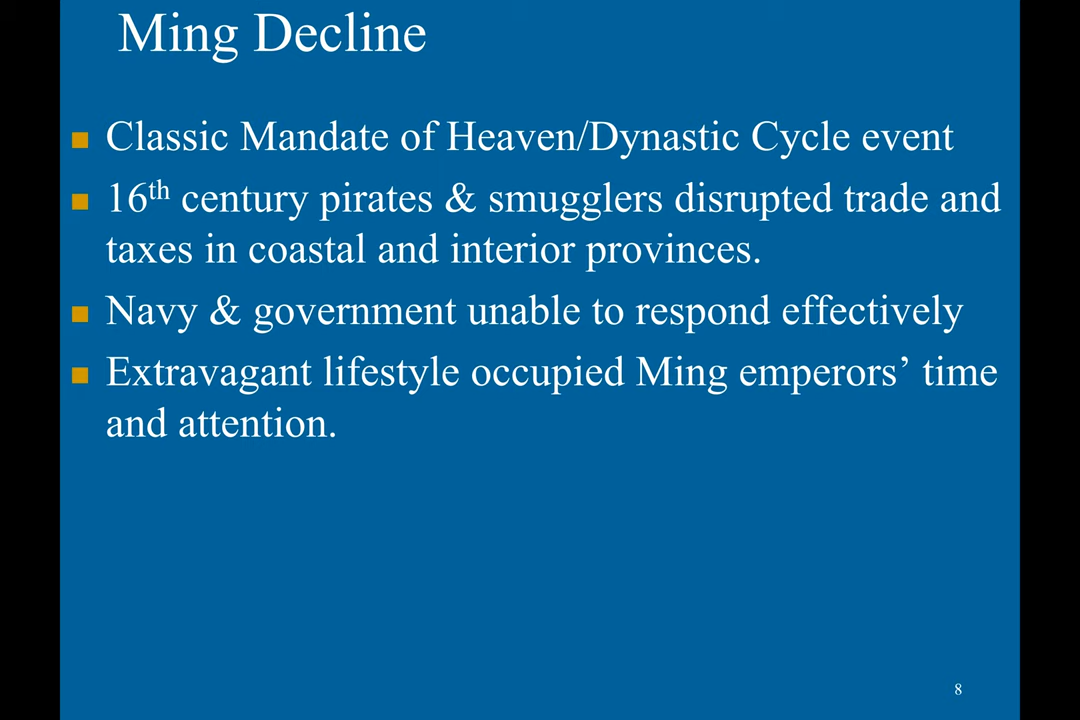 Ming Decline
Classic Mandate of Heaven/Dynastic Cycle event
16th century pirates & smugglers disrupted trade and
taxes in coastal and interior provinces.
Navy & government unable to respond effectively
Extravagant lifestyle occupied Ming emperors’ time
and attention.
8